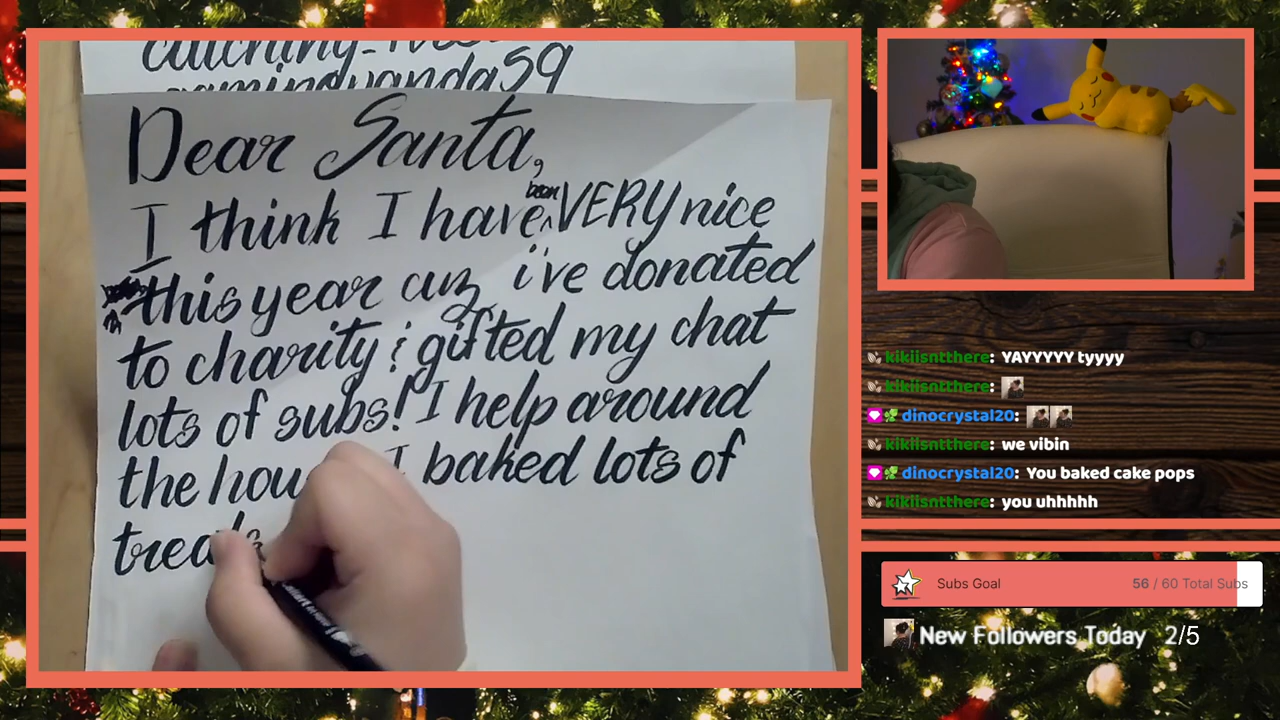 Dear Santa,
I think I have been VERY nice
this year cuz i've donated
to charity & gifted my chat
lots of subs! I help around
the hou I baked lots of
treats
kikiisntthere: YAYYYYY tyyyy
kikiisntthere:
dinocrystal20:
kikiisntthere: we vibin
dinocrystal20: You baked cake pops
kikiisntthere: you uhhhhh
Subs Goal 56 / 60 Total Subs
New Followers Today 2/5